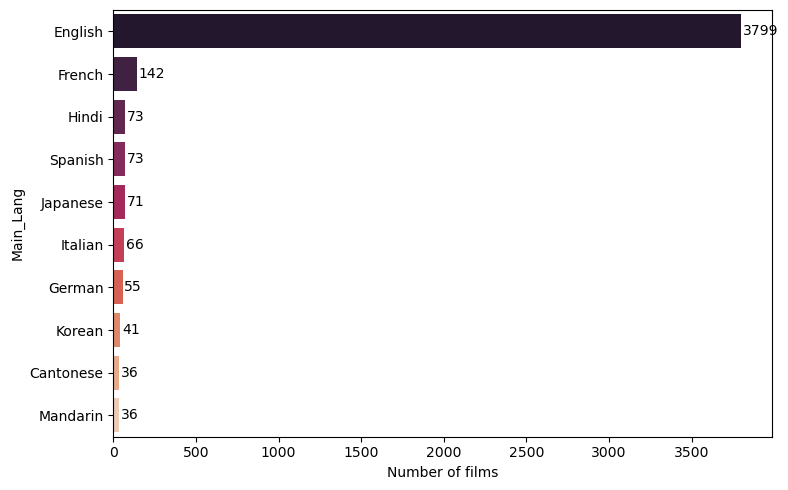 English 3799
French 142
Hindi 73
Spanish 73
Japanese 71
Italian 66
German 55
Korean 41
Cantonese 36
Mandarin 36
Main_Lang
0 500 1000 1500 2000 2500 3000 3500
Number of films